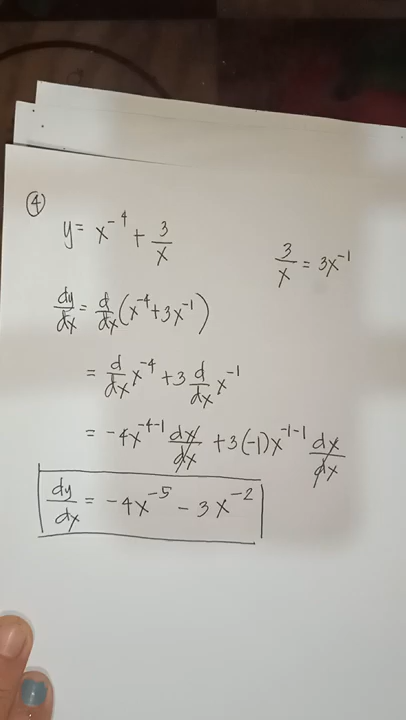 ④
y = x⁻⁴ + 3/x
3/x = 3x⁻¹
dy/dx = d/dx (x⁻⁴ + 3x⁻¹)
= d/dx x⁻⁴ + 3 d/dx x⁻¹
= -4x⁻⁴⁻¹ dx/dx + 3(-1)x⁻¹⁻¹ dx/dx
dy/dx = -4x⁻⁵ - 3x⁻²